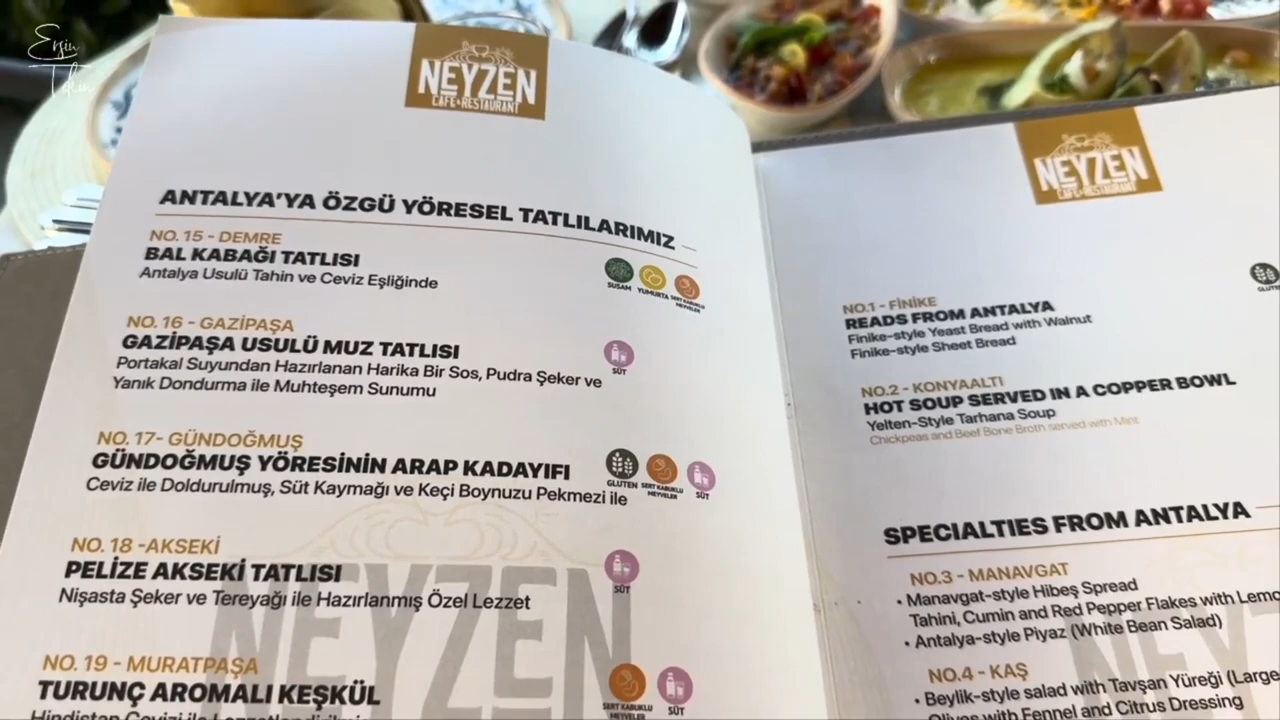 Ersin
Tekin
NEYZEN
CAFE & RESTAURANT
ANTALYA'YA ÖZGÜ YÖRESEL TATLILARIMIZ
NO. 15 - DEMRE
BAL KABAĞI TATLISI
Antalya Usulü Tahin ve Ceviz Eşliğinde
SUSAM YUMURTA SERT KABUKLU
MEYVELER
NO. 16 - GAZİPAŞA
GAZİPAŞA USULÜ MUZ TATLISI
Portakal Suyundan Hazırlanan Harika Bir Sos, Pudra Şeker ve
Yanık Dondurma ile Muhteşem Sunumu
SÜT
NO. 17- GÜNDOĞMUŞ
GÜNDOĞMUŞ YÖRESİNİN ARAP KADAYIFI
Ceviz ile Doldurulmuş, Süt Kaymağı ve Keçi Boynuzu Pekmezi ile
GLUTEN SERT KABUKLU SÜT
MEYVELER
NO. 18 -AKSEKİ
PELİZE AKSEKİ TATLISI
Nişasta Şeker ve Tereyağı ile Hazırlanmış Özel Lezzet
SÜT
NEYZEN
NO. 19 - MURATPAŞA
TURUNÇ AROMALI KEŞKÜL
Hindistan Cevizi ile
SERT KABUKLU SÜT
MEYVELER
NEYZEN
CAFE & RESTAURANT
GLUTEN
NO.1 - FİNİKE
READS FROM ANTALYA
Finike-style Yeast Bread with Walnut
Finike-style Sheet Bread
NO.2 - KONYAALTI
HOT SOUP SERVED IN A COPPER BOWL
Yelten-Style Tarhana Soup
Chickpeas and Beef Bone Broth served with Mint
SPECIALTIES FROM ANTALYA
NO.3 - MANAVGAT
• Manavgat-style Hibeş Spread
Tahini, Cumin and Red Pepper Flakes with Lemo
• Antalya-style Piyaz (White Bean Salad)
NO.4 - KAŞ
• Beylik-style salad with Tavşan Yüreği (Large
Olives with Fennel and Citrus Dressing